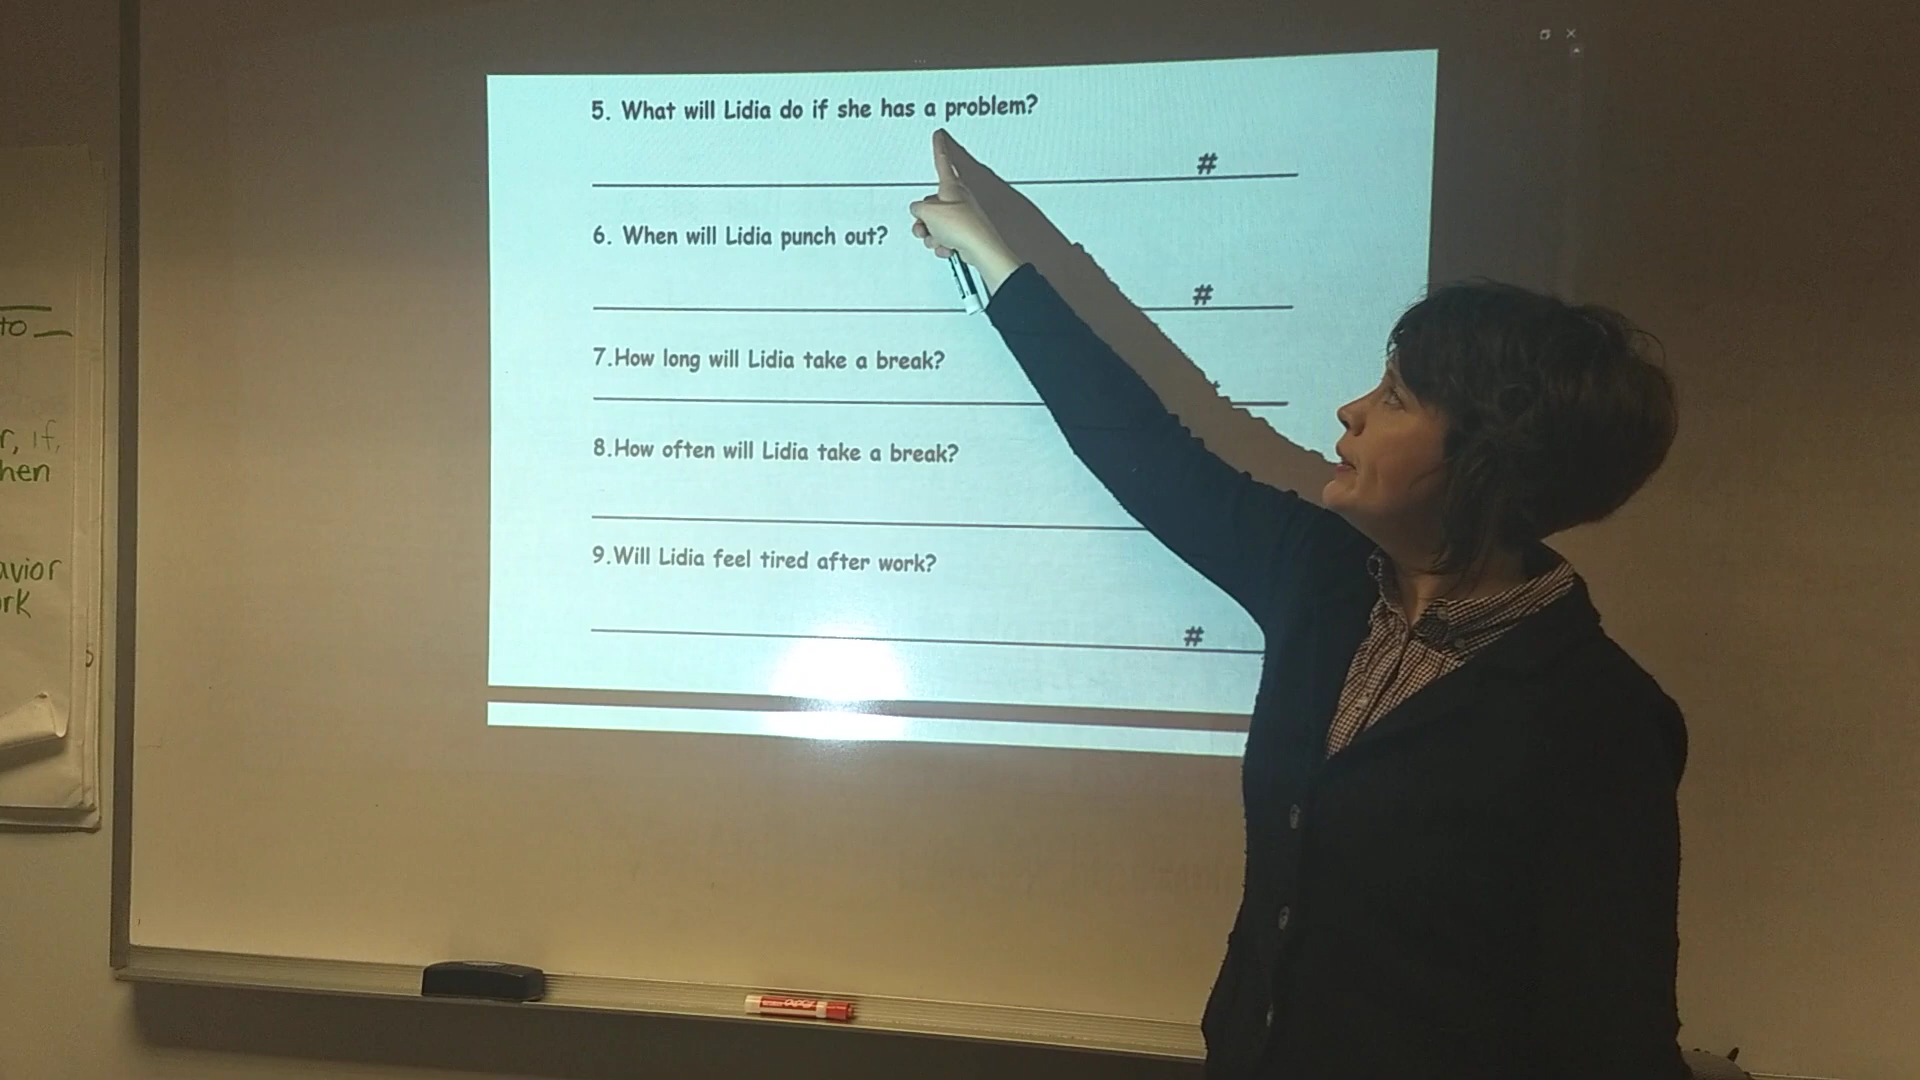 5. What will Lidia do if she has a problem?
#
6. When will Lidia punch out?
#
7.How long will Lidia take a break?
8.How often will Lidia take a break?
9.Will Lidia feel tired after work?
#
to
r, if,
hen
avior
ork
EXPO